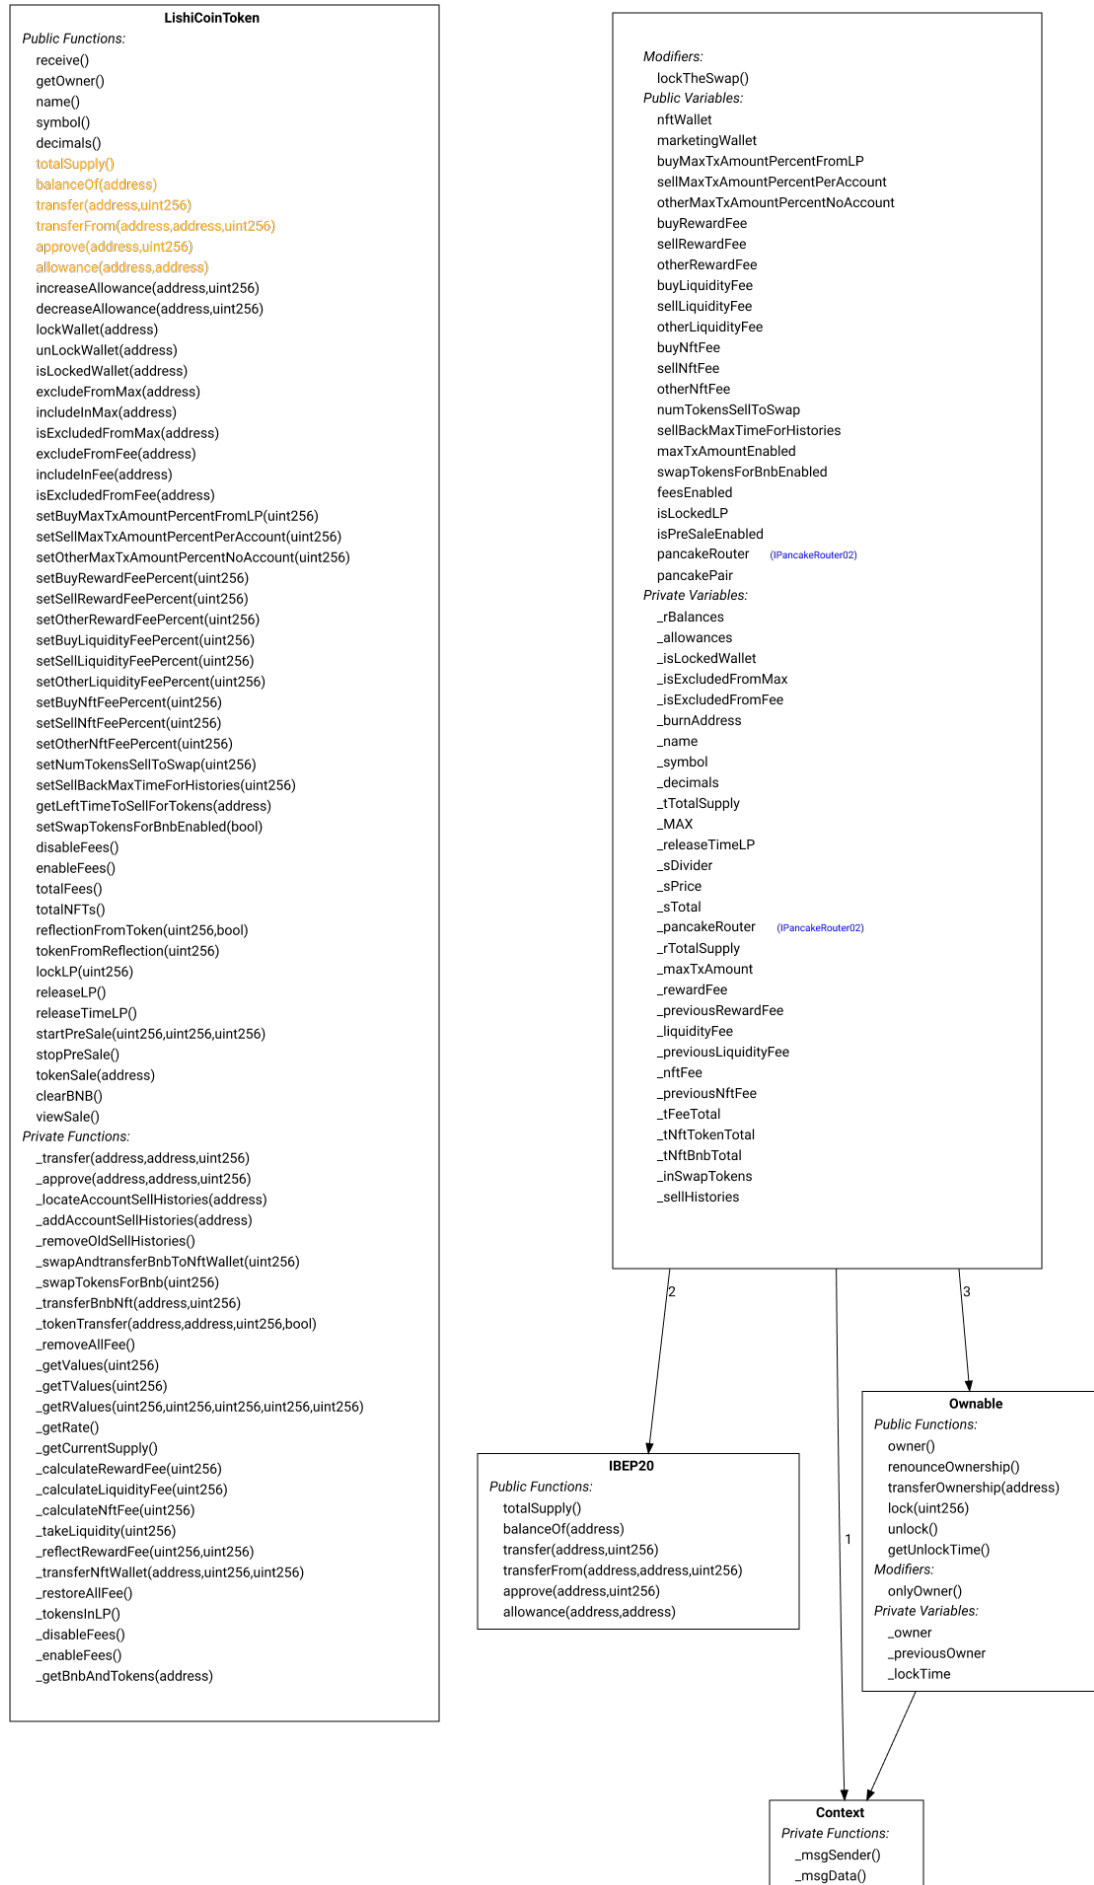 LishiCoinToken
Public Functions:
receive()
getOwner()
name()
symbol()
decimals()
totalSupply()
balanceOf(address)
transfer(address,uint256)
transferFrom(address,address,uint256)
approve(address,uint256)
allowance(address,address)
increaseAllowance(address,uint256)
decreaseAllowance(address,uint256)
lockWallet(address)
unLockWallet(address)
isLockedWallet(address)
excludeFromMax(address)
includeInMax(address)
isExcludedFromMax(address)
excludeFromFee(address)
includeInFee(address)
isExcludedFromFee(address)
setBuyMaxTxAmountPercentFromLP(uint256)
setSellMaxTxAmountPercentPerAccount(uint256)
setOtherMaxTxAmountPercentNoAccount(uint256)
setBuyRewardFeePercent(uint256)
setSellRewardFeePercent(uint256)
setOtherRewardFeePercent(uint256)
setBuyLiquidityFeePercent(uint256)
setSellLiquidityFeePercent(uint256)
setOtherLiquidityFeePercent(uint256)
setBuyNftFeePercent(uint256)
setSellNftFeePercent(uint256)
setOtherNftFeePercent(uint256)
setNumTokensSellToSwap(uint256)
setSellBackMaxTimeForHistories(uint256)
getLeftTimeToSellForTokens(address)
setSwapTokensForBnbEnabled(bool)
disableFees()
enableFees()
totalFees()
totalNFTs()
reflectionFromToken(uint256,bool)
tokenFromReflection(uint256)
lockLP(uint256)
releaseLP()
releaseTimeLP()
startPreSale(uint256,uint256,uint256)
stopPreSale()
tokenSale(address)
clearBNB()
viewSale()
Private Functions:
_transfer(address,address,uint256)
_approve(address,address,uint256)
_locateAccountSellHistories(address)
_addAccountSellHistories(address)
_removeOldSellHistories()
_swapAndtransferBnbToNftWallet(uint256)
_swapTokensForBnb(uint256)
_transferBnbNft(address,uint256)
_tokenTransfer(address,address,uint256,bool)
_removeAllFee()
_getValues(uint256)
_getTValues(uint256)
_getRValues(uint256,uint256,uint256,uint256,uint256)
_getRate()
_getCurrentSupply()
_calculateRewardFee(uint256)
_calculateLiquidityFee(uint256)
_calculateNftFee(uint256)
_takeLiquidity(uint256)
_reflectRewardFee(uint256,uint256)
_transferNftWallet(address,uint256,uint256)
_restoreAllFee()
_tokensInLP()
_disableFees()
_enableFees()
_getBnbAndTokens(address)
Modifiers:
lockTheSwap()
Public Variables:
nftWallet
marketingWallet
buyMaxTxAmountPercentFromLP
sellMaxTxAmountPercentPerAccount
otherMaxTxAmountPercentNoAccount
buyRewardFee
sellRewardFee
otherRewardFee
buyLiquidityFee
sellLiquidityFee
otherLiquidityFee
buyNftFee
sellNftFee
otherNftFee
numTokensSellToSwap
sellBackMaxTimeForHistories
maxTxAmountEnabled
swapTokensForBnbEnabled
feesEnabled
isLockedLP
isPreSaleEnabled
pancakeRouter (IPancakeRouter02)
pancakePair
Private Variables:
_rBalances
_allowances
_isLockedWallet
_isExcludedFromMax
_isExcludedFromFee
_burnAddress
_name
_symbol
_decimals
_tTotalSupply
_MAX
_releaseTimeLP
_sDivider
_sPrice
_sTotal
_pancakeRouter (IPancakeRouter02)
_rTotalSupply
_maxTxAmount
_rewardFee
_previousRewardFee
_liquidityFee
_previousLiquidityFee
_nftFee
_previousNftFee
_tFeeTotal
_tNftTokenTotal
_tNftBnbTotal
_inSwapTokens
_sellHistories
2
3
1
IBEP20
Public Functions:
totalSupply()
balanceOf(address)
transfer(address,uint256)
transferFrom(address,address,uint256)
approve(address,uint256)
allowance(address,address)
Ownable
Public Functions:
owner()
renounceOwnership()
transferOwnership(address)
lock(uint256)
unlock()
getUnlockTime()
Modifiers:
onlyOwner()
Private Variables:
_owner
_previousOwner
_lockTime
Context
Private Functions:
_msgSender()
_msgData()